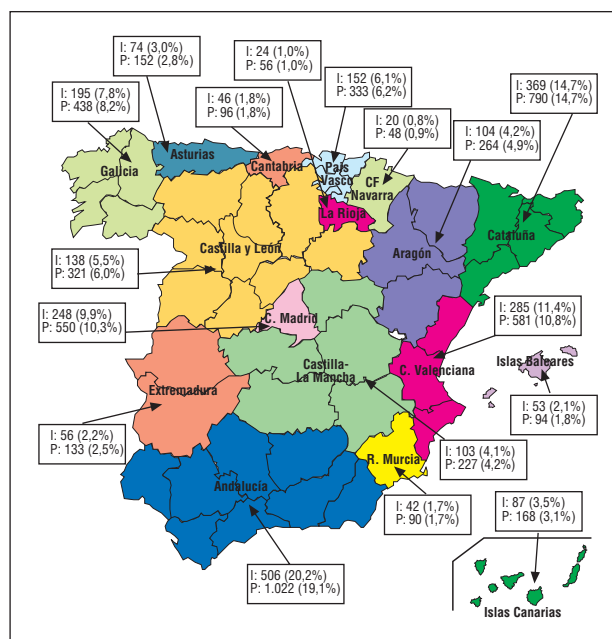 I: 74 (3,0%)
P: 152 (2,8%)
I: 24 (1,0%)
P: 56 (1,0%)
I: 152 (6,1%)
P: 333 (6,2%)
I: 369 (14,7%)
P: 790 (14,7%)
I: 195 (7,8%)
P: 438 (8,2%)
I: 46 (1,8%)
P: 96 (1,8%)
I: 20 (0,8%)
P: 48 (0,9%)
I: 104 (4,2%)
P: 264 (4,9%)
Asturias
Galicia
Cantabria
País
Vasco
CF
Navarra
La Rioja
Cataluña
Castilla y León
Aragón
I: 138 (5,5%)
P: 321 (6,0%)
I: 248 (9,9%)
P: 550 (10,3%)
C. Madrid
I: 285 (11,4%)
P: 581 (10,8%)
Islas Baleares
Castilla-
La Mancha
C. Valenciana
Extremadura
I: 53 (2,1%)
P: 94 (1,8%)
I: 56 (2,2%)
P: 133 (2,5%)
I: 103 (4,1%)
P: 227 (4,2%)
R. Murcia
Andalucía
I: 42 (1,7%)
P: 90 (1,7%)
I: 87 (3,5%)
P: 168 (3,1%)
I: 506 (20,2%)
P: 1.022 (19,1%)
Islas Canarias